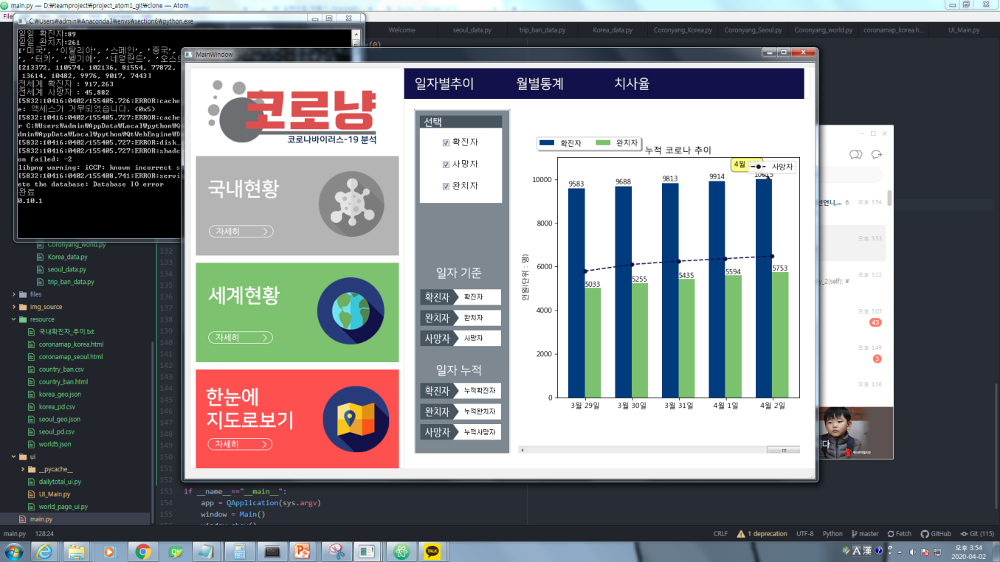 main.py — D:₩teamproject₩project_atom1_git₩clone — Atom
C:₩Users₩admin₩Anaconda3₩envs₩section6₩python.exe
Welcome
seoul_data.py
trip_ban_data.py
Korea_data.py
Coronyang_Korea.py
Coronyang_Seoul.py
Coronyang_world.py
coronamap_korea.h...
UI_Main.py
일일 확진자:89
일일 완치자:261
['미국', '이탈리아', '스페인', '중국',
', '터키', '벨기에', '네덜란드', '오스트
[213372, 110574, 102136, 81554, 77872,
13614, 10482, 9976, 9017, 7443]
전세계 확진자 : 917,263
전세계 사망자 : 45,882
[5832:10416:0402/155405.726:ERROR:cache
e: 액세스가 거부되었습니다. (0x5)
[5832:10416:0402/155405.727:ERROR:cache
r C:₩Users₩admin₩AppData₩Local₩python₩Q
dmin₩AppData₩Local₩python₩QtWebEngine₩D
[5832:10416:0402/155405.727:ERROR:disk_
[5832:10416:0402/155405.727:ERROR:shade
on failed: -2
libpng warning: iCCP: known incorrect s
[5832:10416:0402/155408.741:ERROR:servi
ete the database: Database IO error
완료
0.10.1
MainWindow
코로냥
코로나바이러스-19 분석
국내현황
자세히
세계현황
자세히
한눈에
지도로보기
자세히
일자별추이 월별통계 치사율
선택
확진자
사망자
완치자
일자 기준
확진자 확진자
완치자 완치자
사망자 사망자
일자 누적
확진자 누적확진자
완치자 누적완치자
사망자 누적사망자
확진자 완치자
누적 코로나 추이
4월
사망자
인원(단위 : 명)
10000
8000
6000
4000
2000
0
9583 9688 9813 9914 10015
5033 5255 5435 5594 5753
3월 29일 3월 30일 3월 31일 4월 1일 4월 2일
6 오후 3:54
오후 3:53
오후 3:22
y_2(self): #
오후 3:03
43
오후 1:49
3
오후 1:16
Coronyang_world.py
Korea_data.py
seoul_data.py
trip_ban_data.py
files
img_source
resource
국내확진자_추이.txt
coronamap_korea.html
coronamap_seoul.html
country_ban.csv
country_ban.html
korea_geo.json
korea_pd.csv
seoul_geo.json
seoul_pd.csv
world5.json
ui
__pycache__
dailytotal_ui.py
UI_Main.py
world_page_ui.py
main.py
132
133
134
135
136
137
138
139
140
141
142
143
144
145
146
147
148
149
150
151
152
153 if __name__=="__main__":
154 app = QApplication(sys.argv)
155 window = Main()
main.py 128:24
CRLF 1 deprecation UTF-8 Python master Fetch GitHub Git (115)
TALK
A 漢
오후 3:54
2020-04-02